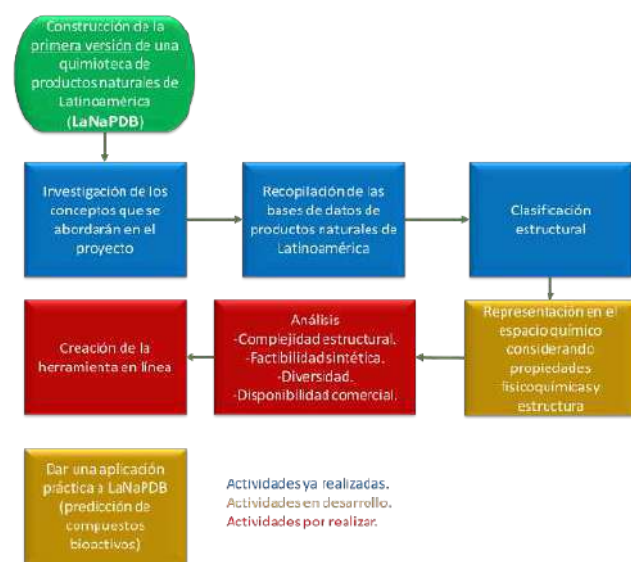 Construcción de la
primera versión de una
quimioteca de
productos naturales de
Latinoamérica
(LaNaPDB)
Investigación de los
conceptos que se
abordarán en el
proyecto
Recopilación de las
bases de datos de
productos naturales de
Latinoamérica
Clasificación
estructural
Representación en el
espacio químico
considerando
propiedades
fisicoquímicas y
estructura
Análisis
-Complejidad estructural.
-Factibilidad sintética.
-Diversidad.
-Disponibilidad comercial.
Creación de la
herramienta en línea
Dar una aplicación
práctica a LaNaPDB
(predicción de
compuestos
bioactivos)
Actividades ya realizadas.
Actividades en desarrollo.
Actividades por realizar.